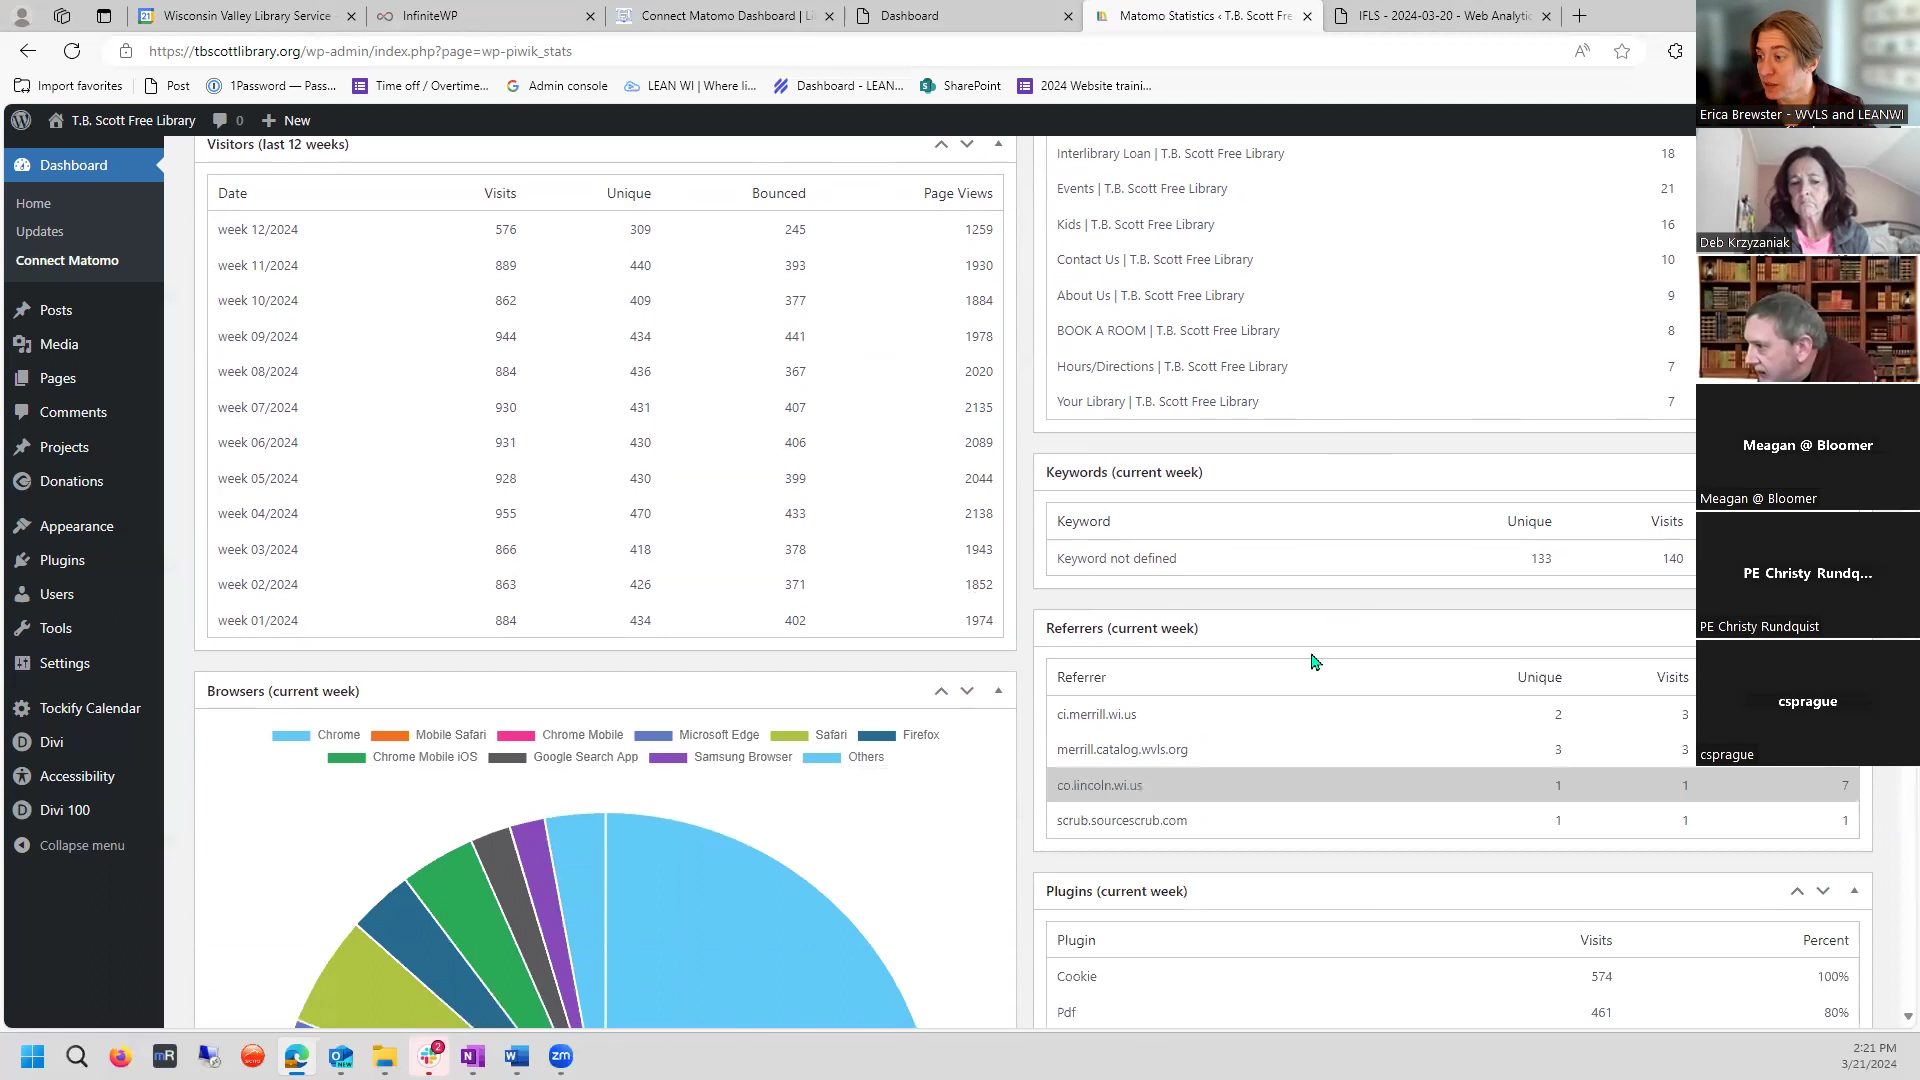 Wisconsin Valley Library Service
InfiniteWP
Connect Matomo Dashboard | Li
Dashboard
Matomo Statistics ‹ T.B. Scott Fre
IFLS - 2024-03-20 - Web Analytic
https://tbscottlibrary.org/wp-admin/index.php?page=wp-piwik_stats
Import favorites
Post
1Password — Pass...
Time off / Overtime...
Admin console
LEAN WI | Where li...
Dashboard - LEAN...
SharePoint
2024 Website traini...
T.B. Scott Free Library
0
New
Dashboard
Home
Updates
Connect Matomo
Posts
Media
Pages
Comments
Projects
Donations
Appearance
Plugins
Users
Tools
Settings
Tockify Calendar
Divi
Accessibility
Divi 100
Collapse menu
Visitors (last 12 weeks)
Date Visits Unique Bounced Page Views
week 12/2024 576 309 245 1259
week 11/2024 889 440 393 1930
week 10/2024 862 409 377 1884
week 09/2024 944 434 441 1978
week 08/2024 884 436 367 2020
week 07/2024 930 431 407 2135
week 06/2024 931 430 406 2089
week 05/2024 928 430 399 2044
week 04/2024 955 470 433 2138
week 03/2024 866 418 378 1943
week 02/2024 863 426 371 1852
week 01/2024 884 434 402 1974
Browsers (current week)
Chrome Mobile Safari Chrome Mobile Microsoft Edge Safari Firefox
Chrome Mobile iOS Google Search App Samsung Browser Others
Interlibrary Loan | T.B. Scott Free Library 18
Events | T.B. Scott Free Library 21
Kids | T.B. Scott Free Library 16
Contact Us | T.B. Scott Free Library 10
About Us | T.B. Scott Free Library 9
BOOK A ROOM | T.B. Scott Free Library 8
Hours/Directions | T.B. Scott Free Library 7
Your Library | T.B. Scott Free Library 7
Keywords (current week)
Keyword Unique Visits
Keyword not defined 133 140
Referrers (current week)
Referrer Unique Visits
ci.merrill.wi.us 2 3
merrill.catalog.wvls.org 3 3
co.lincoln.wi.us 1 1 7
scrub.sourcescrub.com 1 1 1
Plugins (current week)
Plugin Visits Percent
Cookie 574 100%
Pdf 461 80%
Erica Brewster - WVLS and LEANWI
Deb Krzyzaniak
Meagan @ Bloomer
Meagan @ Bloomer
PE Christy Rundq...
PE Christy Rundquist
csprague
csprague
mR
NEW
2
zm
2:21 PM
3/21/2024